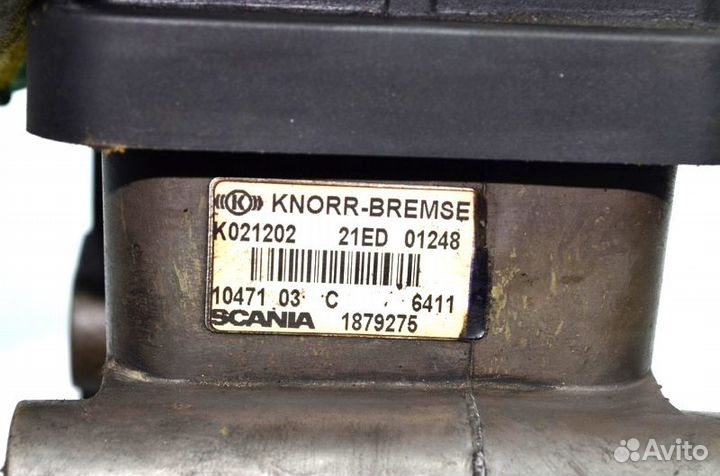 K KNORR-BREMSE
K021202 21ED 01248
10471 03 C 6411
SCANIA 1879275
Avito